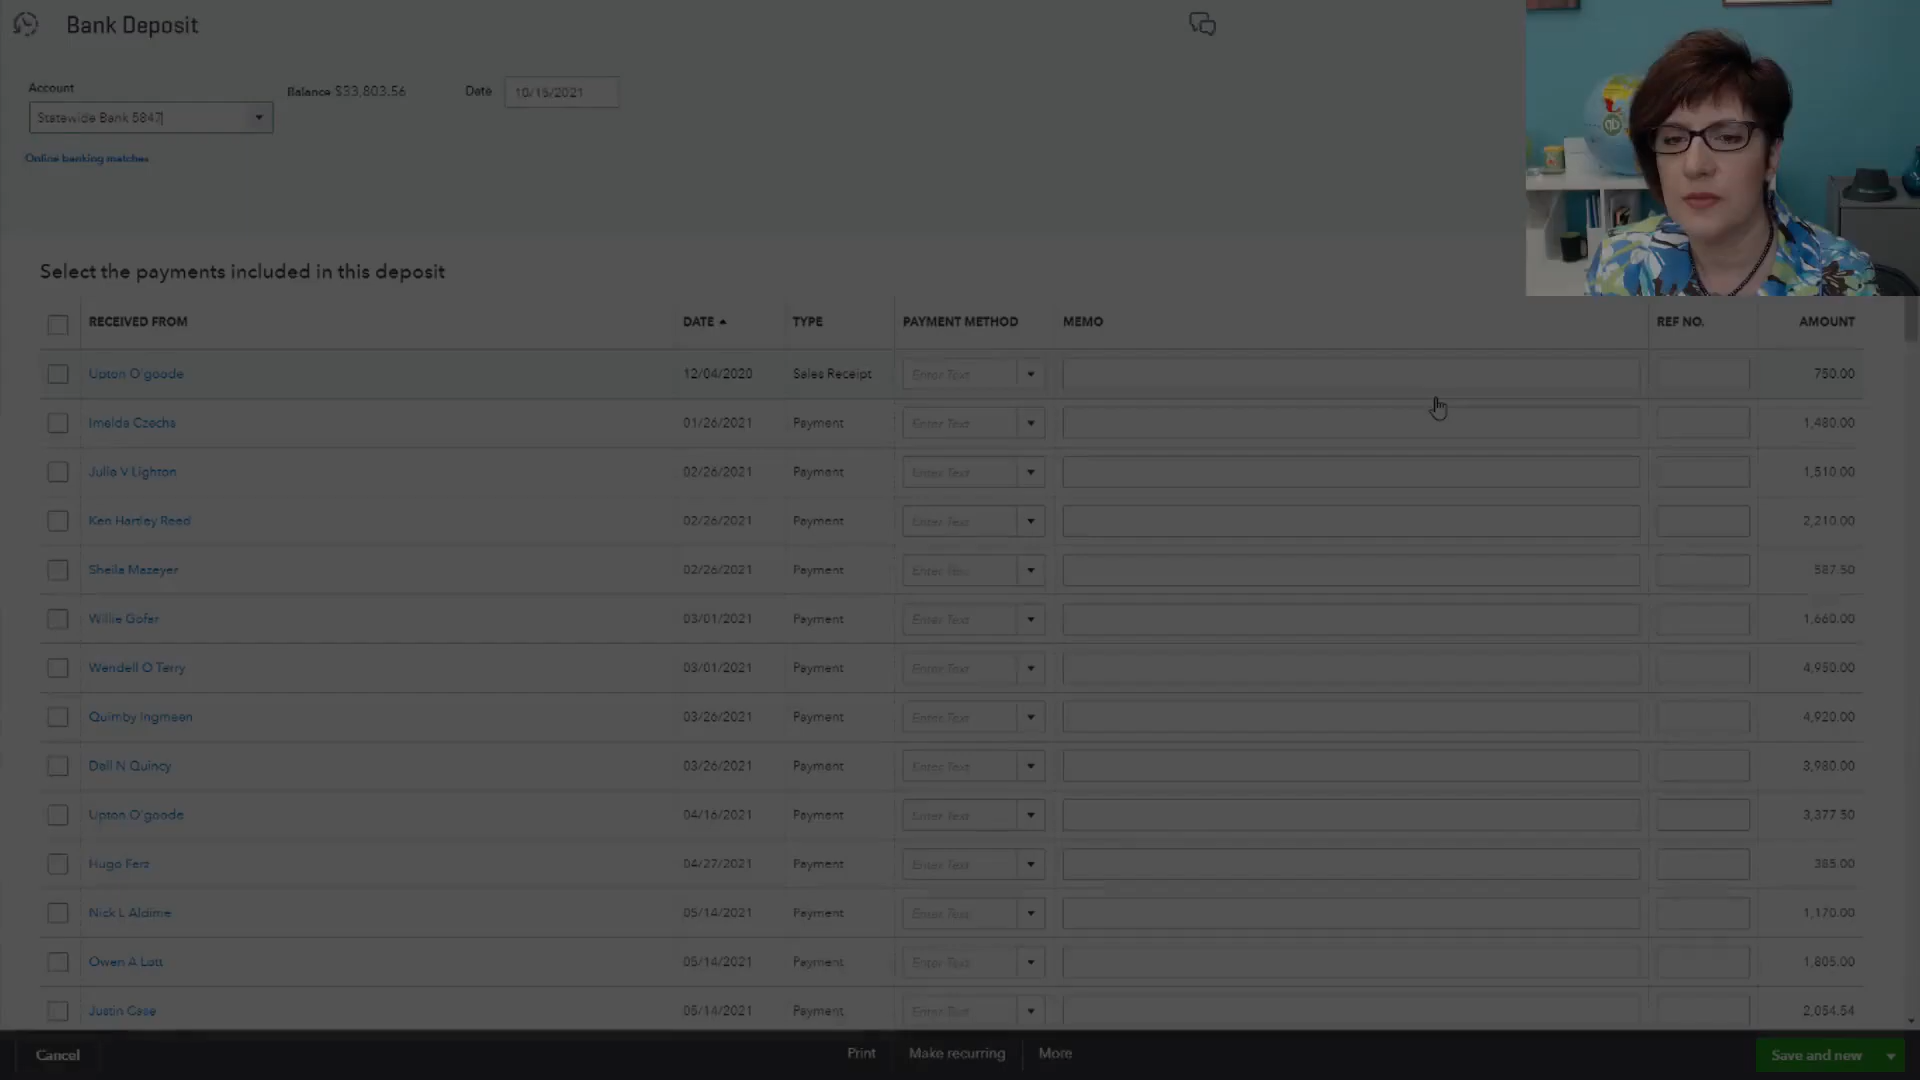 Bank Deposit
Account
Balance $33,803.56
Date
10/15/2021
Statewide Bank 5847
Online banking matches
Select the payments included in this deposit
RECEIVED FROM DATE TYPE PAYMENT METHOD MEMO REF NO. AMOUNT
Upton O'goode 12/04/2020 Sales Receipt Enter Text 750.00
Imelda Czechs 01/26/2021 Payment Enter Text 1,480.00
Julie V Lighton 02/26/2021 Payment Enter Text 1,510.00
Ken Hartley Reed 02/26/2021 Payment Enter Text 2,210.00
Sheila Mazeyer 02/26/2021 Payment Enter Text 587.50
Willie Gofer 03/01/2021 Payment Enter Text 1,660.00
Wendell O Terry 03/01/2021 Payment Enter Text 4,950.00
Quimby Ingmeen 03/26/2021 Payment Enter Text 4,920.00
Dell N Quincy 03/26/2021 Payment Enter Text 3,980.00
Upton O'goode 04/16/2021 Payment Enter Text 3,377.50
Hugo Ferz 04/27/2021 Payment Enter Text 385.00
Nick L Aldime 05/14/2021 Payment Enter Text 1,170.00
Owen A Lott 05/14/2021 Payment Enter Text 1,805.00
Justin Case 05/14/2021 Payment Enter Text 2,054.54
Cancel Print Make recurring More Save and new
qb